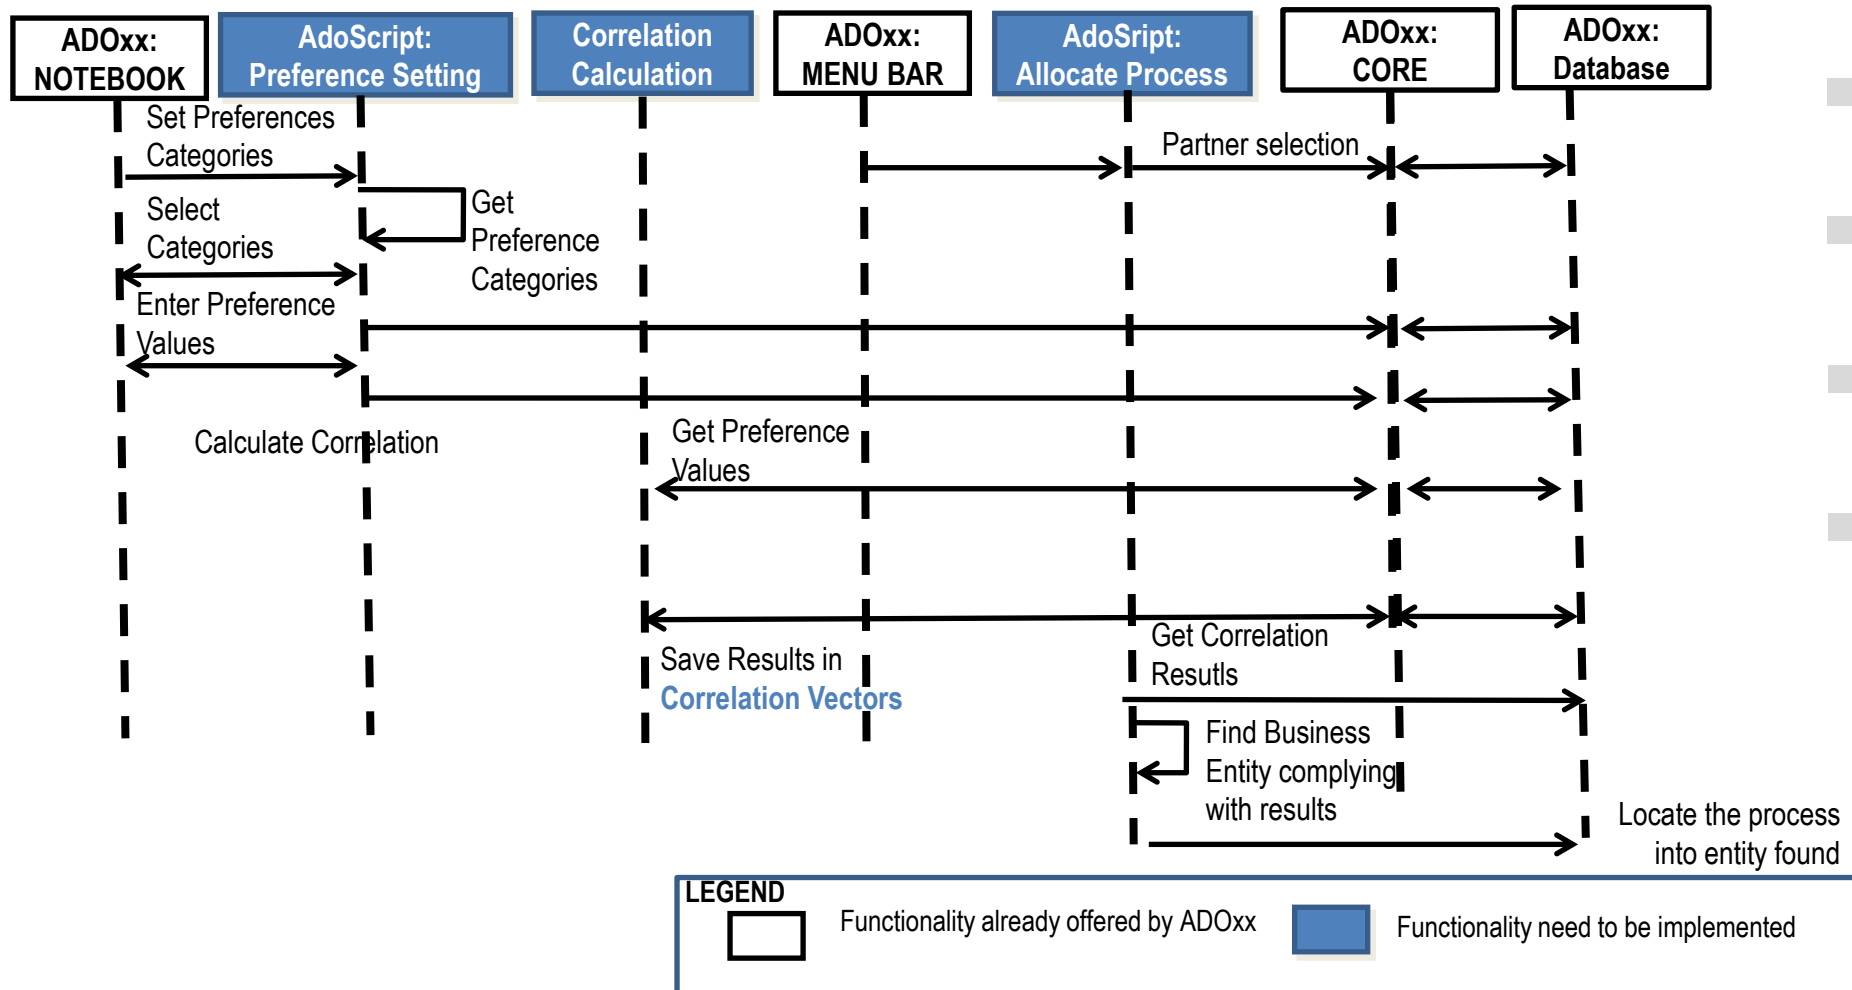 ADOxx:
NOTEBOOK
AdoScript:
Preference Setting
Correlation
Calculation
ADOxx:
MENU BAR
AdoSript:
Allocate Process
ADOxx:
CORE
ADOxx:
Database
Set Preferences
Categories
Partner selection
Get
Preference
Categories
Select
Categories
Enter Preference
Values
Calculate Correlation
Get Preference
Values
Save Results in
Correlation Vectors
Get Correlation
Resutls
Find Business
Entity complying
with results
Locate the process
into entity found
LEGEND
Functionality already offered by ADOxx
Functionality need to be implemented